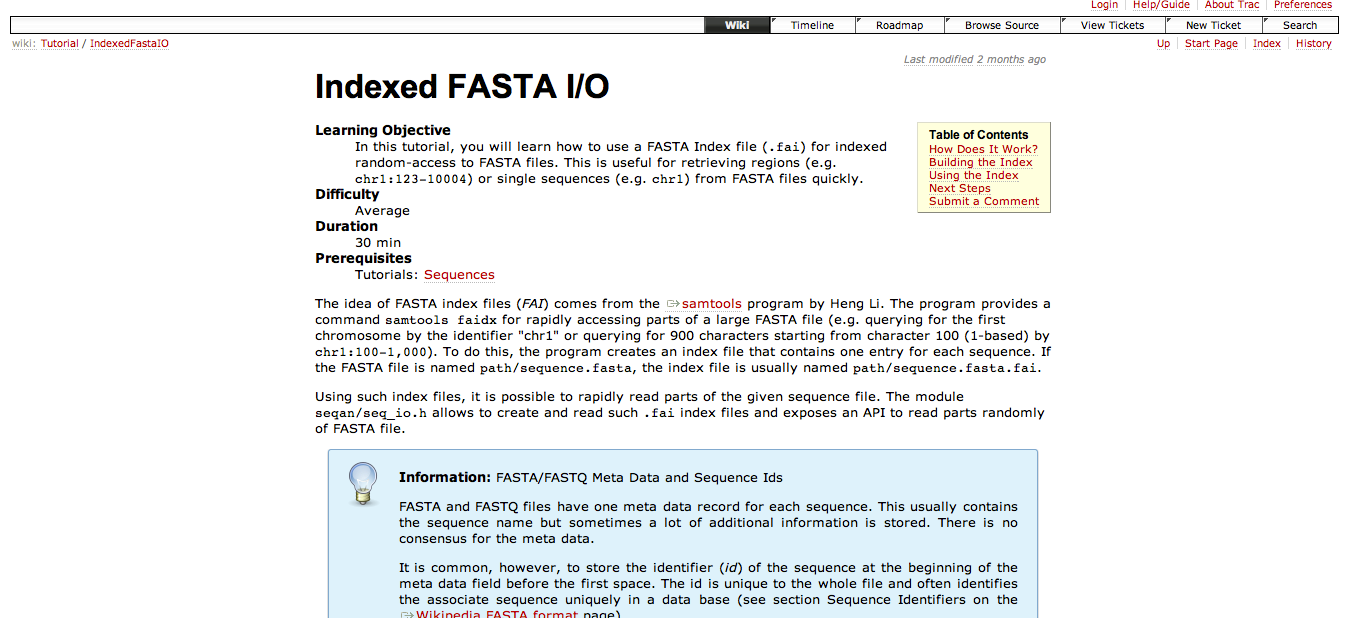 Login Help/Guide About Trac Preferences
Wiki Timeline Roadmap Browse Source View Tickets New Ticket Search
wiki: Tutorial / IndexedFastaIO
Up Start Page Index History
Last modified 2 months ago
Indexed FASTA I/O
Learning Objective
In this tutorial, you will learn how to use a FASTA Index file (.fai) for indexed
random-access to FASTA files. This is useful for retrieving regions (e.g.
chr1:123-10004) or single sequences (e.g. chr1) from FASTA files quickly.
Difficulty
Average
Duration
30 min
Prerequisites
Tutorials: Sequences
Table of Contents
How Does It Work?
Building the Index
Using the Index
Next Steps
Submit a Comment
The idea of FASTA index files (FAI) comes from the samtools program by Heng Li. The program provides a
command samtools faidx for rapidly accessing parts of a large FASTA file (e.g. querying for the first
chromosome by the identifier "chr1" or querying for 900 characters starting from character 100 (1-based) by
chr1:100-1,000). To do this, the program creates an index file that contains one entry for each sequence. If
the FASTA file is named path/sequence.fasta, the index file is usually named path/sequence.fasta.fai.
Using such index files, it is possible to rapidly read parts of the given sequence file. The module
seqan/seq_io.h allows to create and read such .fai index files and exposes an API to read parts randomly
of FASTA file.
Information: FASTA/FASTQ Meta Data and Sequence Ids
FASTA and FASTQ files have one meta data record for each sequence. This usually contains
the sequence name but sometimes a lot of additional information is stored. There is no
consensus for the meta data.
It is common, however, to store the identifier (id) of the sequence at the beginning of the
meta data field before the first space. The id is unique to the whole file and often identifies
the associate sequence uniquely in a data base (see section Sequence Identifiers on the
Wikipedia FASTA format page)